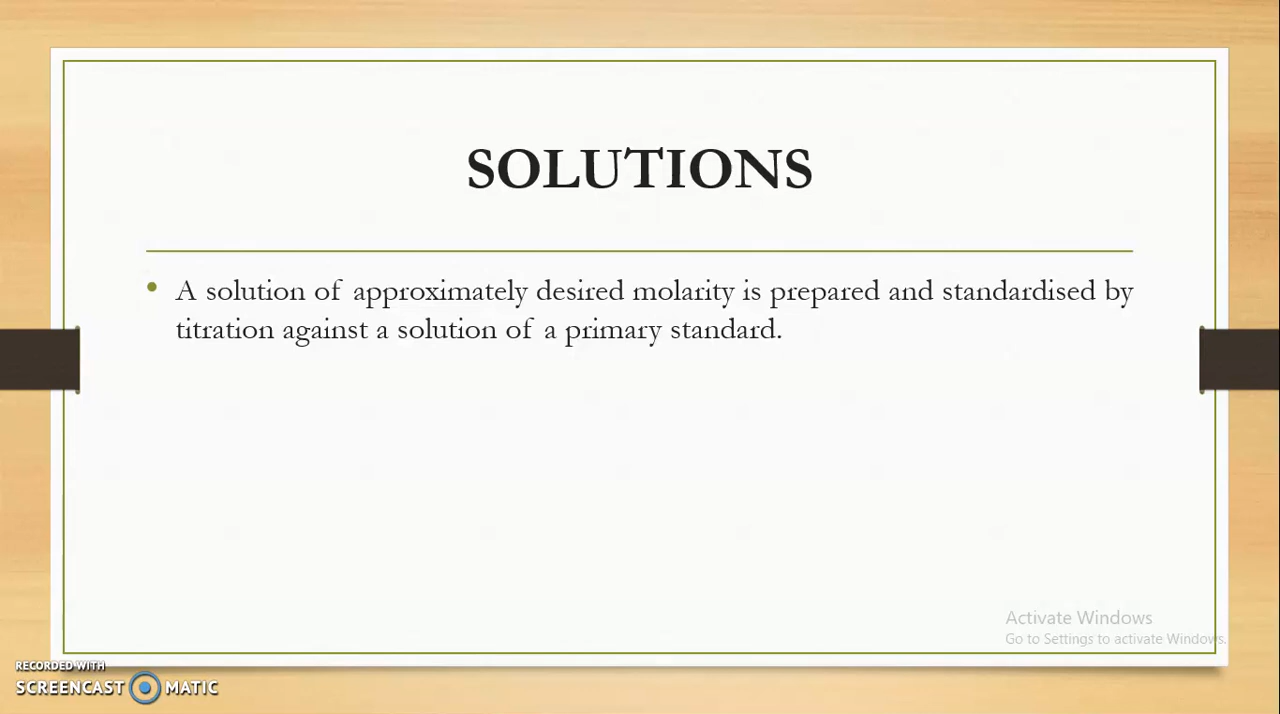 SOLUTIONS
• A solution of approximately desired molarity is prepared and standardised by
titration against a solution of a primary standard.
Activate Windows
Go to Settings to activate Windows.
RECORDED WITH
SCREENCAST MATIC